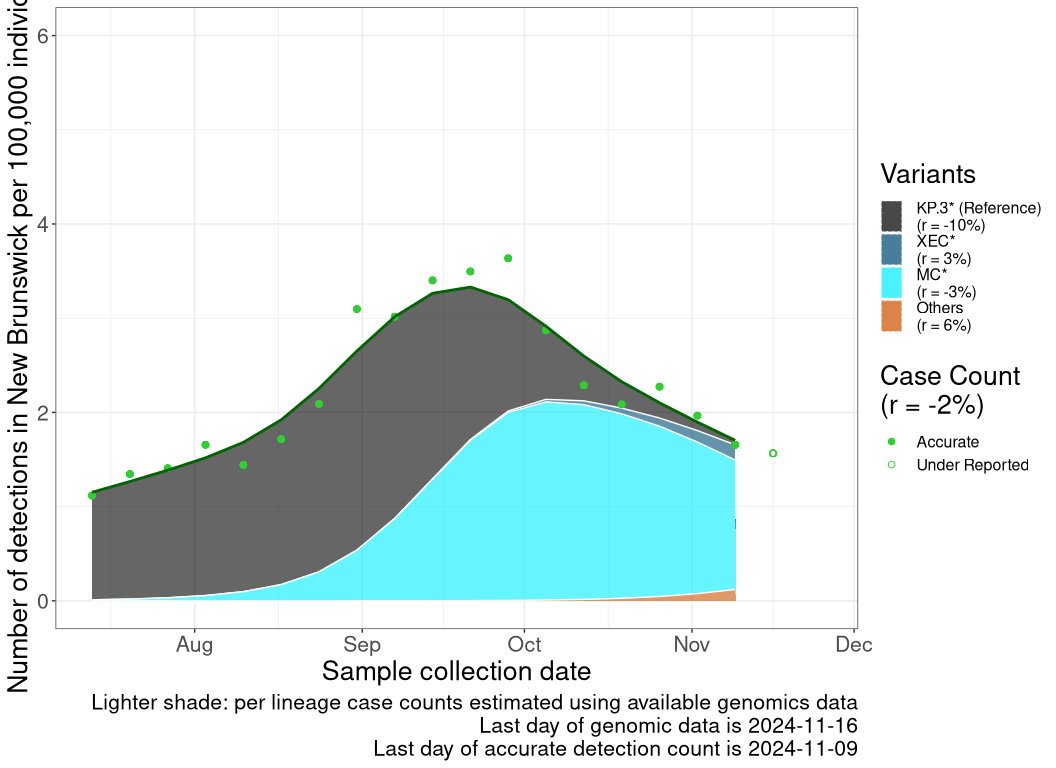 Number of detections in New Brunswick per 100,000
6
4
2
0
Aug
Sep
Oct
Nov
Dec
Sample collection date
Lighter shade: per lineage case counts estimated using available genomics data
Last day of genomic data is 2024-11-16
Last day of accurate detection count is 2024-11-09
Variants
KP.3* (Reference)
(r = -10%)
XEC*
(r = 3%)
MC*
(r = -3%)
Others
(r = 6%)
Case Count
(r = -2%)
Accurate
Under Reported